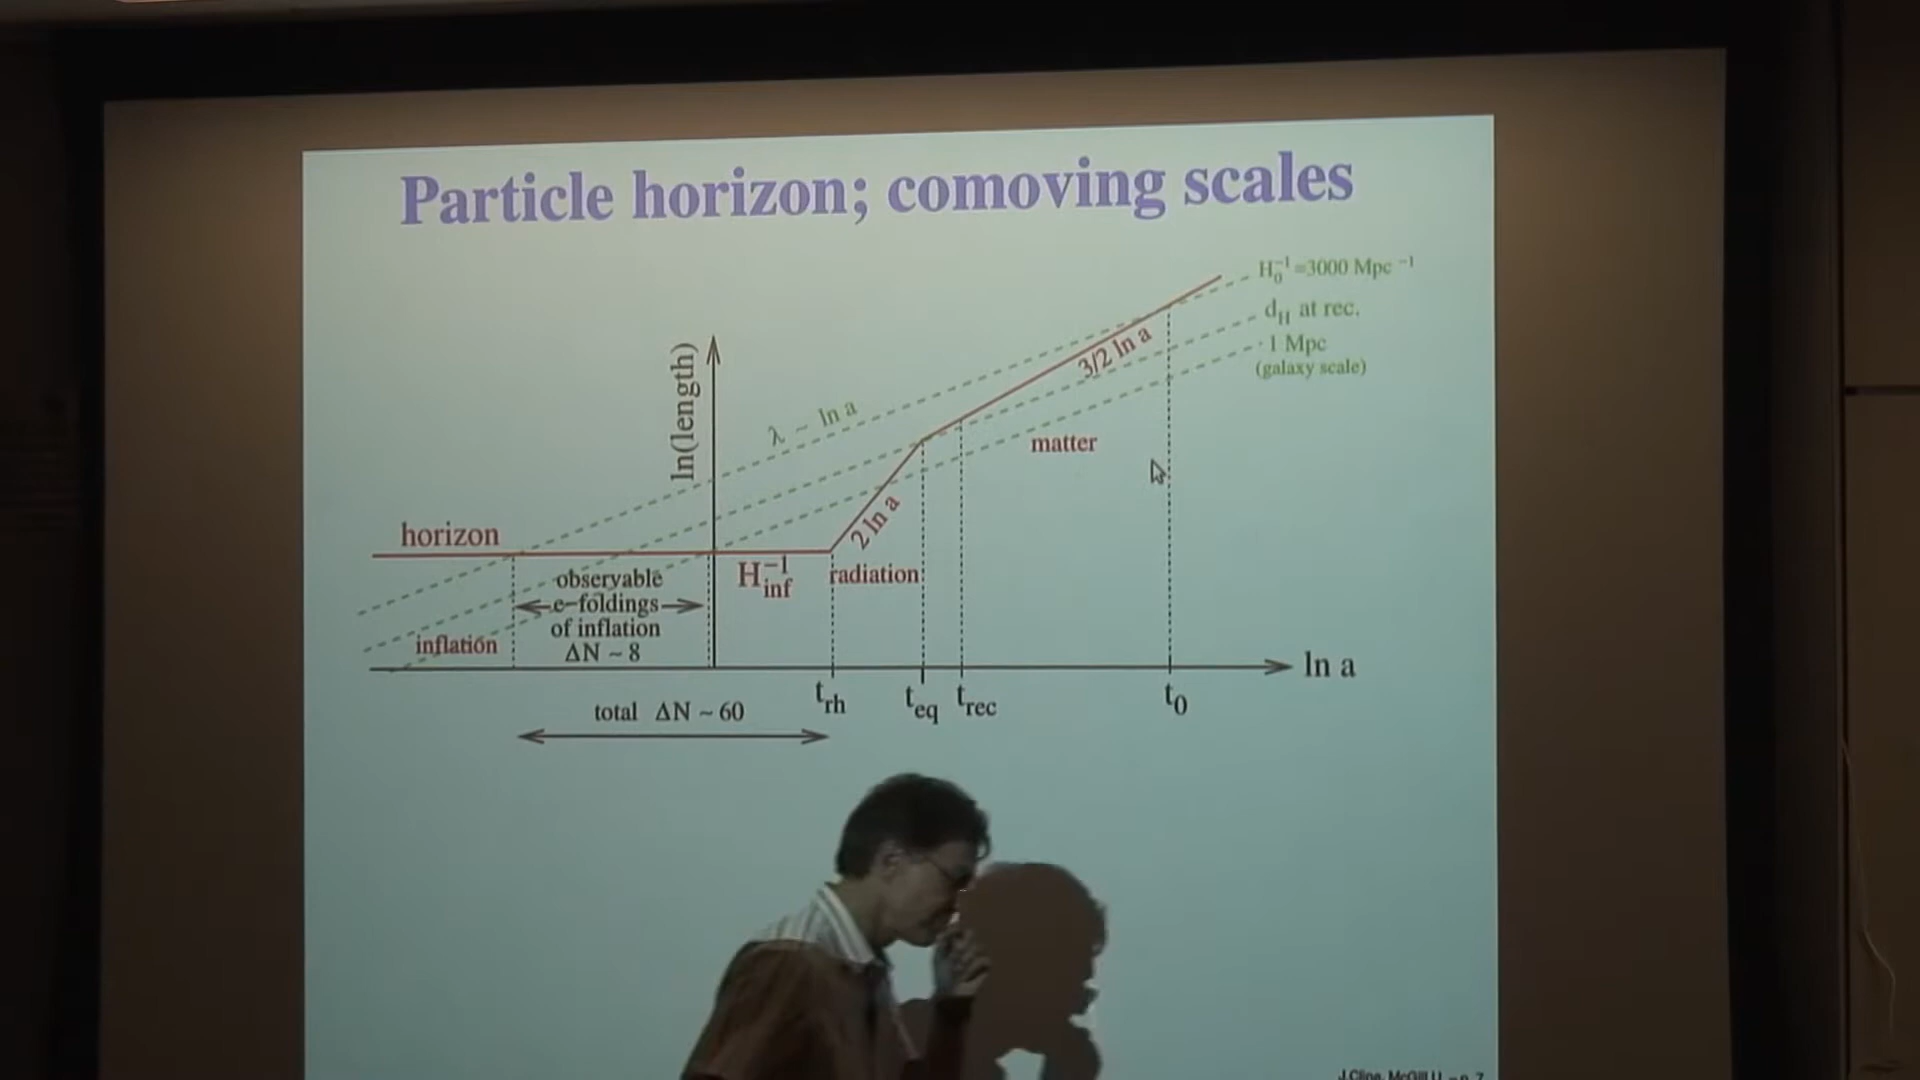 Particle horizon; comoving scales
H₀⁻¹=3000 Mpc⁻¹
d_H at rec.
1 Mpc
(galaxy scale)
3/2 ln a
ln(length)
λ ~ ln a
matter
horizon
2 ln a
H⁻¹_inf
radiation
observable
e-foldings
of inflation
ΔN ~ 8
inflation
ln a
t_rh
t_eq
t_rec
t_0
total ΔN ~ 60
J.Cline, McGill U. – p. 7